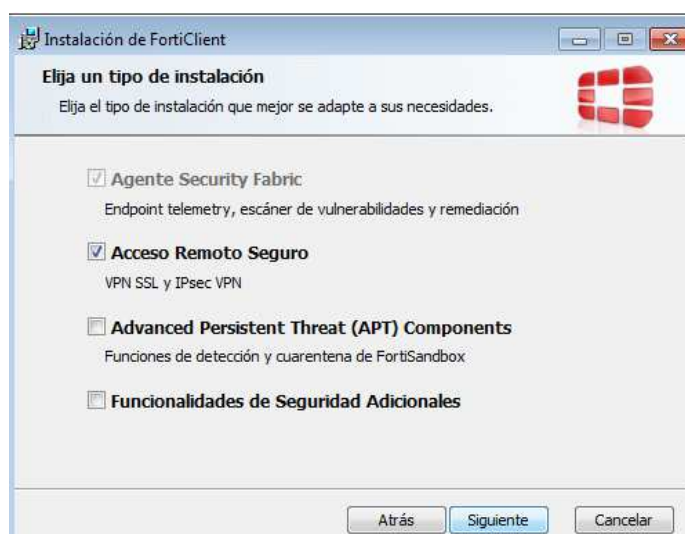 Instalación de FortiClient
Elija un tipo de instalación
Elija el tipo de instalación que mejor se adapte a sus necesidades.
Agente Security Fabric
Endpoint telemetry, escáner de vulnerabilidades y remediación
Acceso Remoto Seguro
VPN SSL y IPsec VPN
Advanced Persistent Threat (APT) Components
Funciones de detección y cuarentena de FortiSandbox
Funcionalidades de Seguridad Adicionales
Atrás Siguiente Cancelar